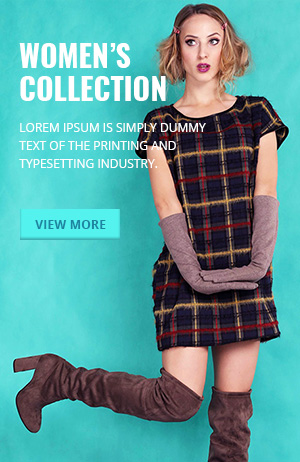 WOMEN'S
COLLECTION
LOREM IPSUM IS SIMPLY DUMMY
TEXT OF THE PRINTING AND
TYPESETTING INDUSTRY.
VIEW MORE